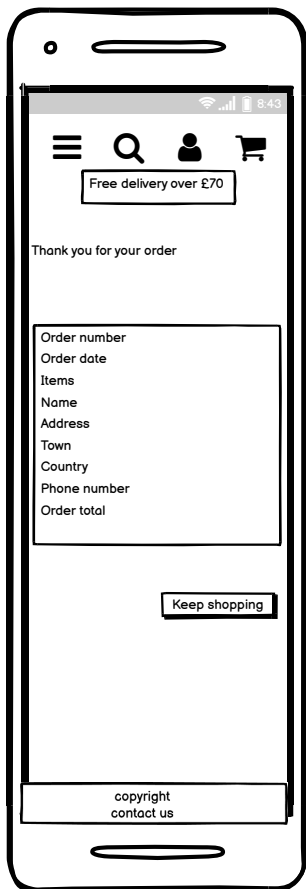 8:43
Free delivery over £70
Thank you for your order
Order number
Order date
Items
Name
Address
Town
Country
Phone number
Order total
Keep shopping
copyright
contact us